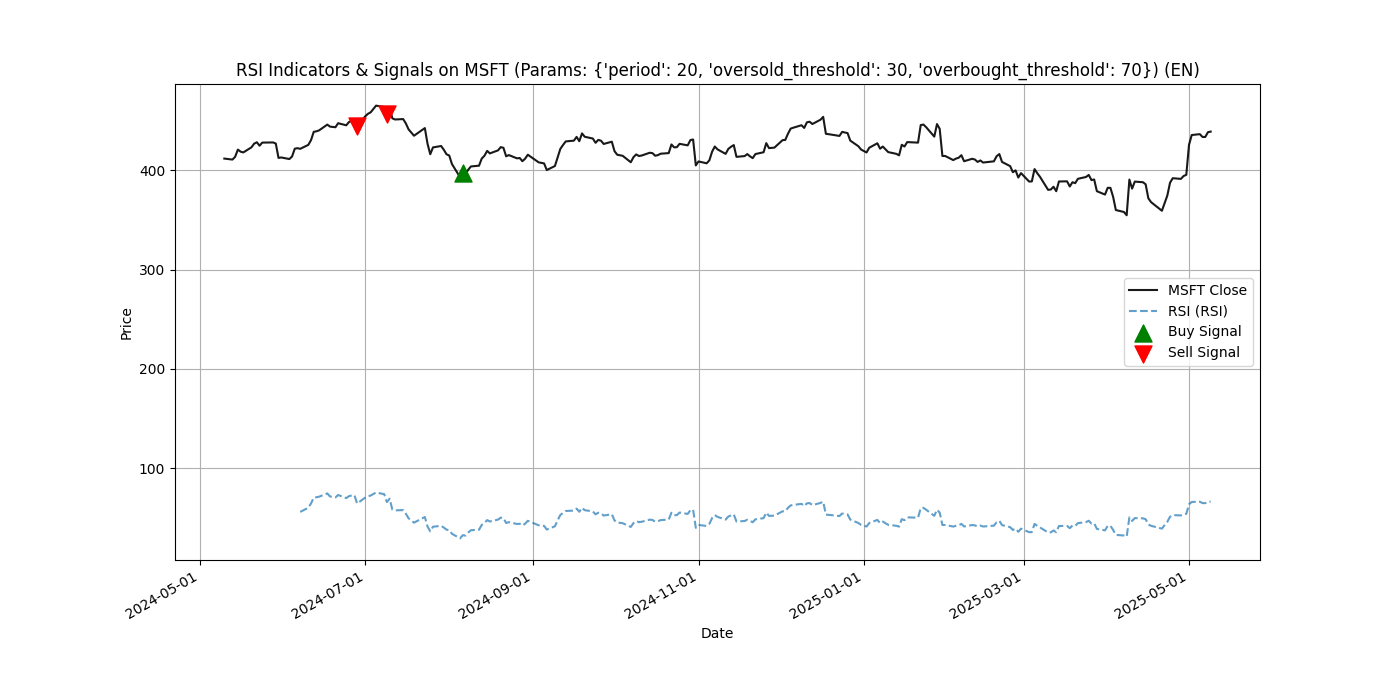 RSI Indicators & Signals on MSFT (Params: {'period': 20, 'oversold_threshold': 30, 'overbought_threshold': 70}) (EN)
400
300
200
100
Price
MSFT Close
RSI (RSI)
Buy Signal
Sell Signal
2024-05-01
2024-07-01
2024-09-01
2024-11-01
2025-01-01
2025-03-01
2025-05-01
Date